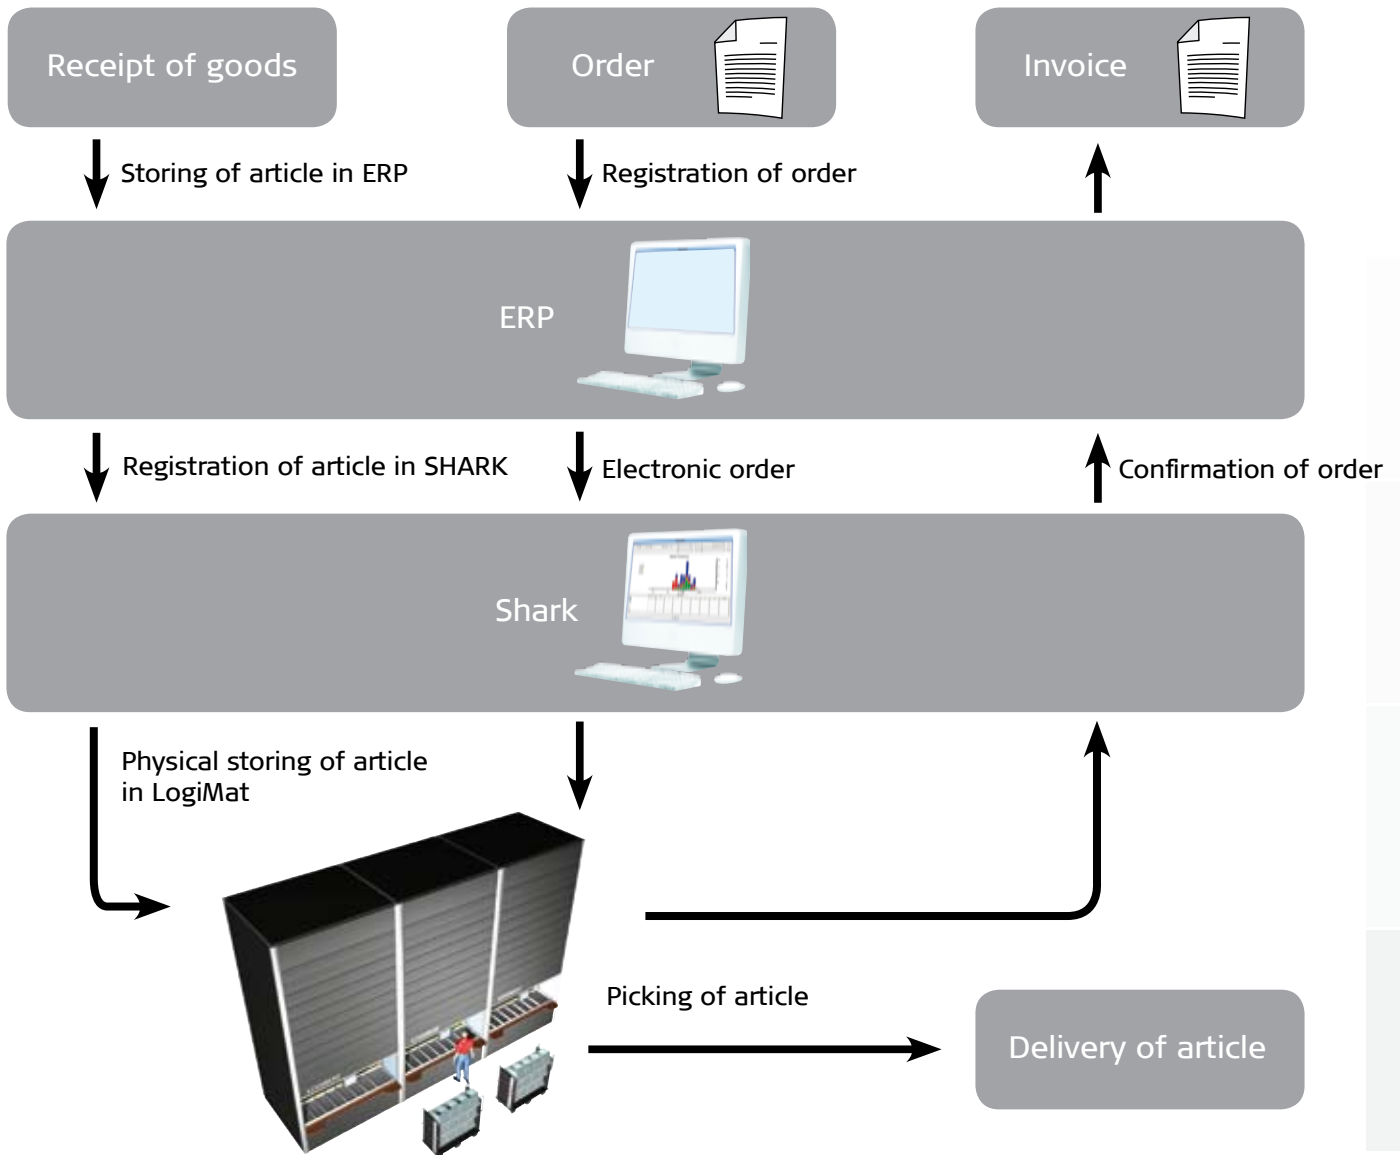 Receipt of goods
Order
Invoice
Storing of article in ERP
Registration of order
ERP
Registration of article in SHARK
Electronic order
Confirmation of order
Shark
Physical storing of article
in LogiMat
Picking of article
Delivery of article